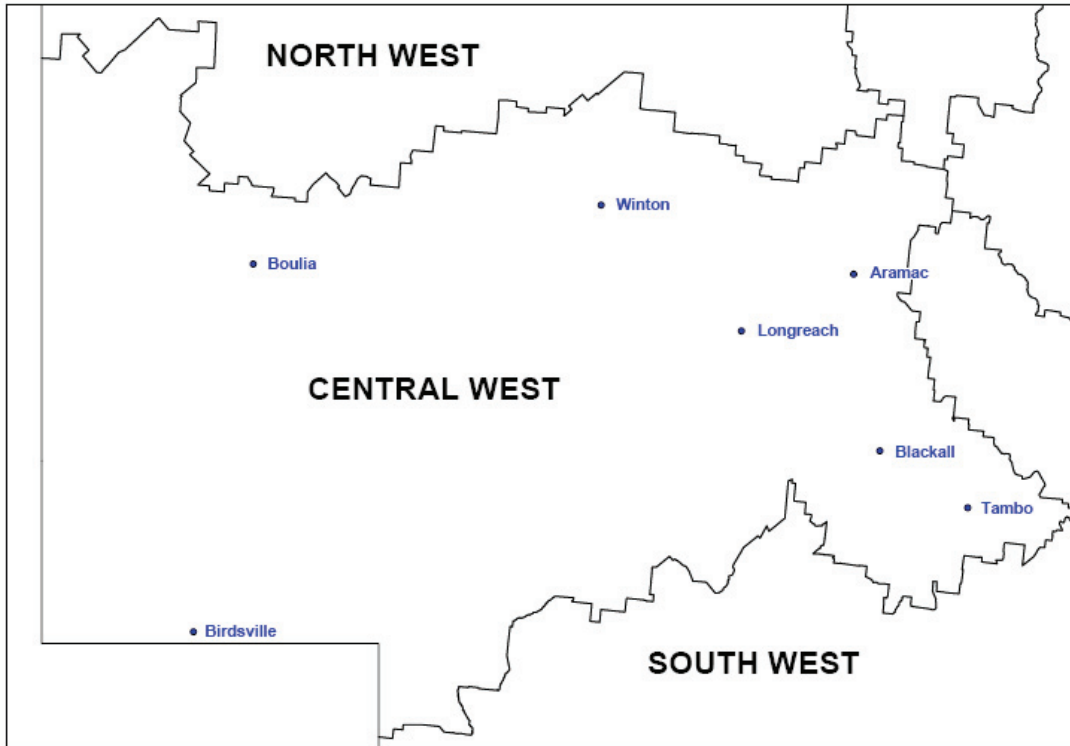 NORTH WEST
Winton
Boulia
Aramac
Longreach
CENTRAL WEST
Blackall
Tambo
Birdsville
SOUTH WEST